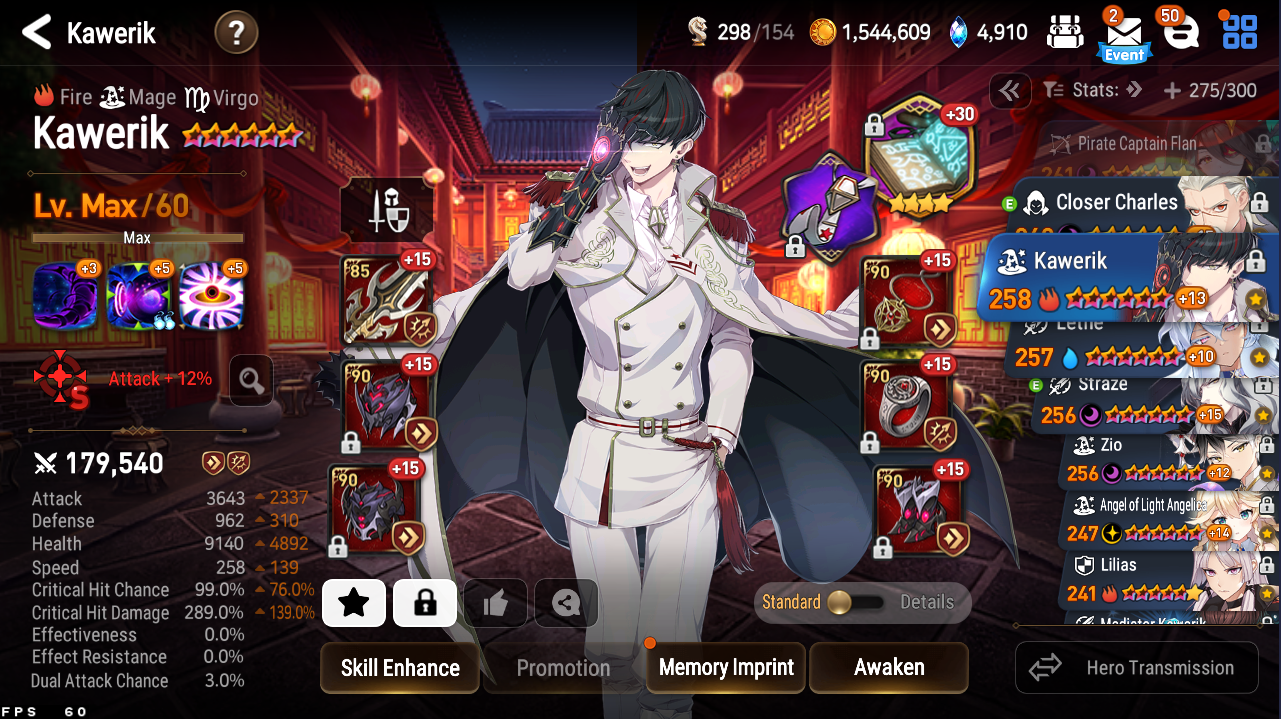 Kawerik
?
298/154
1,544,609
4,910
2
Event
50
Fire Mage Virgo
Kawerik
Lv. Max/60
Max
+3
+5
+5
Attack +12%
S
179,540
Attack 3643 2337
Defense 962 310
Health 9140 4892
Speed 258 139
Critical Hit Chance 99.0% 76.0%
Critical Hit Damage 289.0% 139.0%
Effectiveness 0.0%
Effect Resistance 0.0%
Dual Attack Chance 3.0%
FPS 60
85 +15
90 +15
90 +15
+30
90 +15
90 +15
90 +15
Standard Details
Skill Enhance
Promotion
Memory Imprint
Awaken
Stats: 275/300
Pirate Captain Flan
E Closer Charles
Kawerik
258 +13
Lethe
257 +10
E Straze
256 +15
Zio
256 +12
Angel of Light Angelica
247 +14
Lilias
241
Hero Transmission